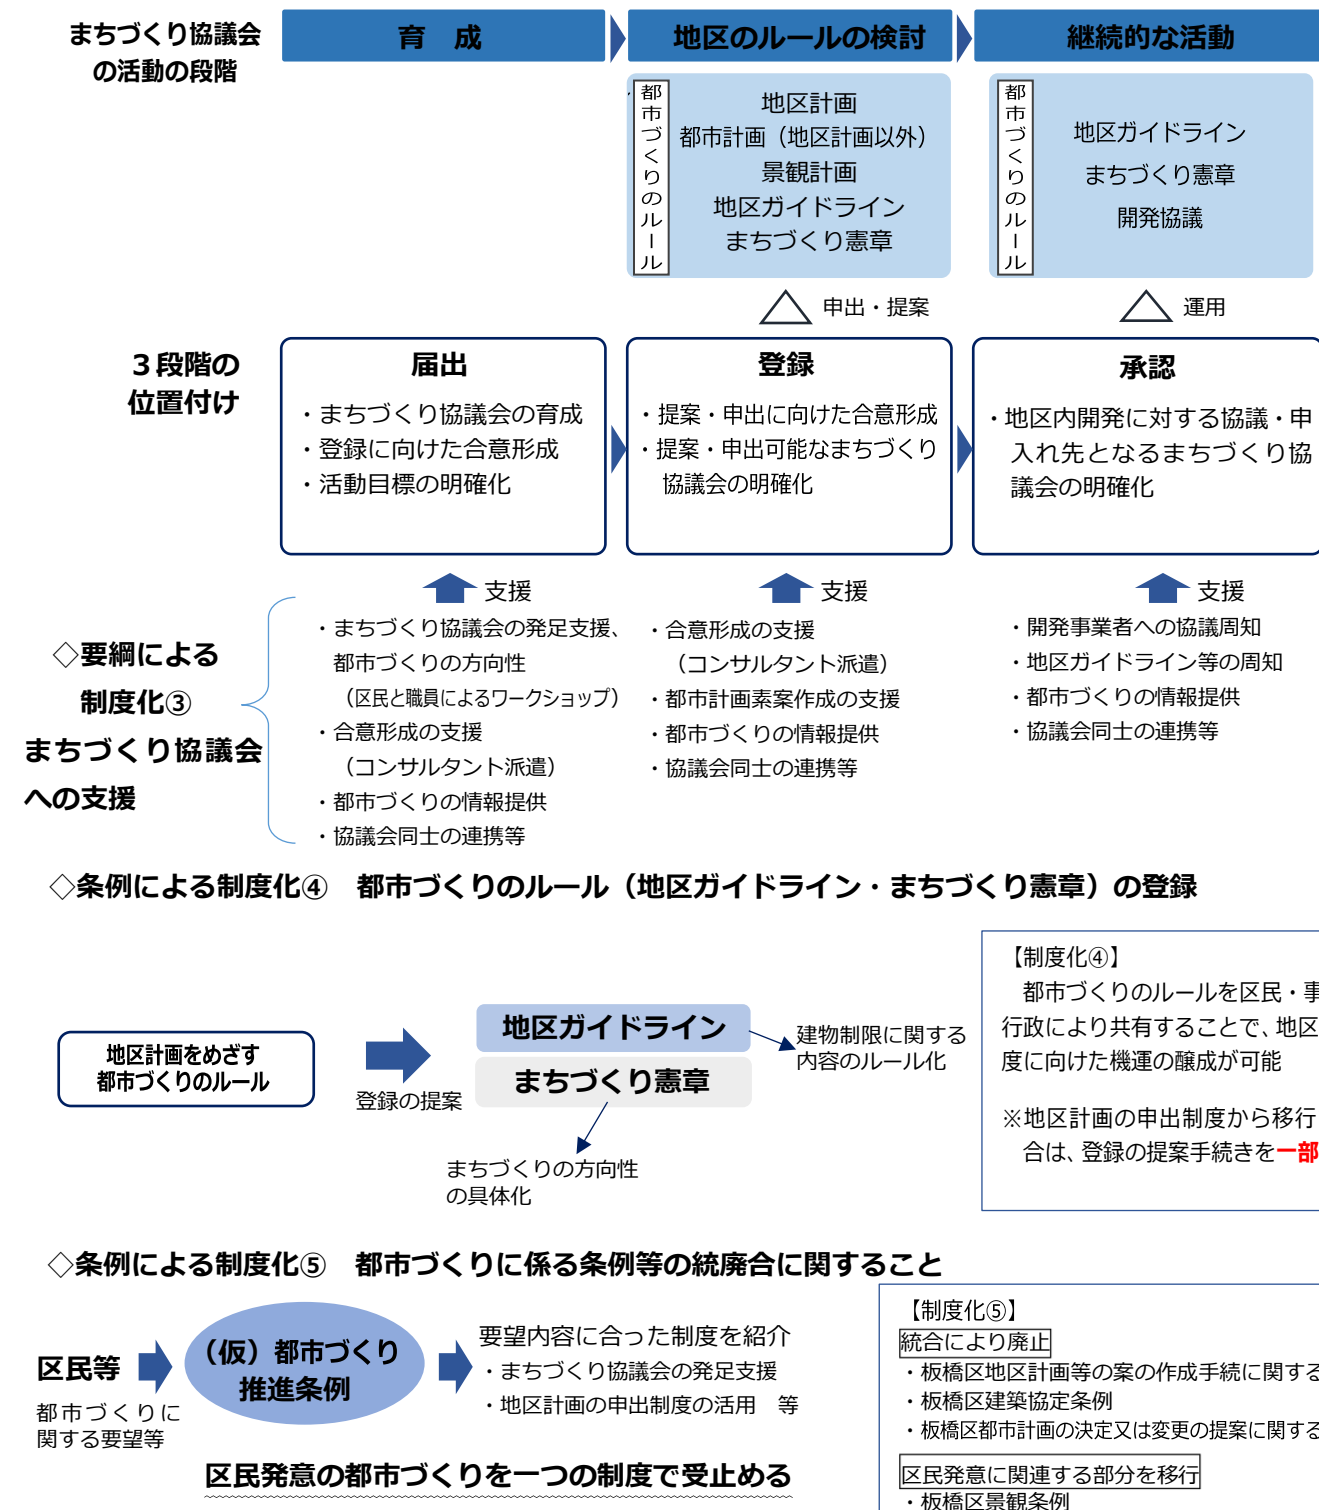 まちづくり協議会
の活動の段階
育　成
地区のルールの検討
継続的な活動
都市づくりのルール
地区計画
都市計画（地区計画以外）
景観計画
地区ガイドライン
まちづくり憲章
都市づくりのルール
地区ガイドライン
まちづくり憲章
開発協議
申出・提案
運用
３段階の
位置付け
届出
・まちづくり協議会の育成
・登録に向けた合意形成
・活動目標の明確化
登録
・提案・申出に向けた合意形成
・提案・申出可能なまちづくり
協議会の明確化
承認
・地区内開発に対する協議・申
入れ先となるまちづくり協
議会の明確化
支援
支援
支援
◇要綱による
制度化③
まちづくり協議会
への支援
・まちづくり協議会の発足支援、
都市づくりの方向性
（区民と職員によるワークショップ）
・合意形成の支援
（コンサルタント派遣）
・都市づくりの情報提供
・協議会同士の連携等
・合意形成の支援
（コンサルタント派遣）
・都市計画素案作成の支援
・都市づくりの情報提供
・協議会同士の連携等
・開発事業者への協議周知
・地区ガイドライン等の周知
・都市づくりの情報提供
・協議会同士の連携等
◇条例による制度化④　都市づくりのルール（地区ガイドライン・まちづくり憲章）の登録
地区計画をめざす
都市づくりのルール
登録の提案
地区ガイドライン
まちづくり憲章
建物制限に関する
内容のルール化
まちづくりの方向性
の具体化
【制度化④】
都市づくりのルールを区民・事
行政により共有することで、地区
度に向けた機運の醸成が可能
※地区計画の申出制度から移行
合は、登録の提案手続きを一部
◇条例による制度化⑤　都市づくりに係る条例等の統廃合に関すること
区民等
都市づくりに
関する要望等
（仮）都市づくり
推進条例
要望内容に合った制度を紹介
・まちづくり協議会の発足支援
・地区計画の申出制度の活用　等
区民発意の都市づくりを一つの制度で受止める
【制度化⑤】
統合により廃止
・板橋区地区計画等の案の作成手続に関する
・板橋区建築協定条例
・板橋区都市計画の決定又は変更の提案に関する
区民発意に関連する部分を移行
・板橋区景観条例